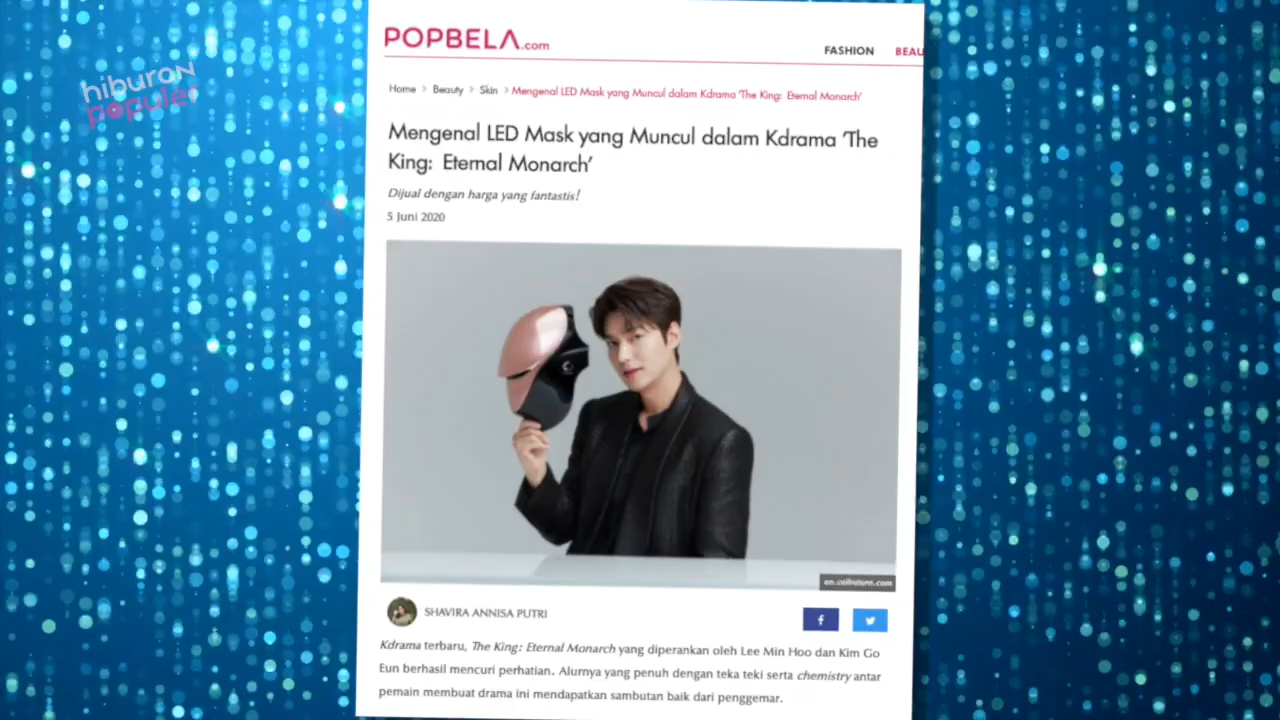 hiburan
populer
POPBELA.com
FASHION BEAU
Home > Beauty > Skin > Mengenal LED Mask yang Muncul dalam Kdrama 'The King: Eternal Monarch'
Mengenal LED Mask yang Muncul dalam Kdrama 'The
King: Eternal Monarch'
Dijual dengan harga yang fantastis!
5 Juni 2020
en.cellreturn.com
SHAVIRA ANNISA PUTRI
Kdrama terbaru, The King: Eternal Monarch yang diperankan oleh Lee Min Hoo dan Kim Go
Eun berhasil mencuri perhatian. Alurnya yang penuh dengan teka teki serta chemistry antar
pemain membuat drama ini mendapatkan sambutan baik dari penggemar.